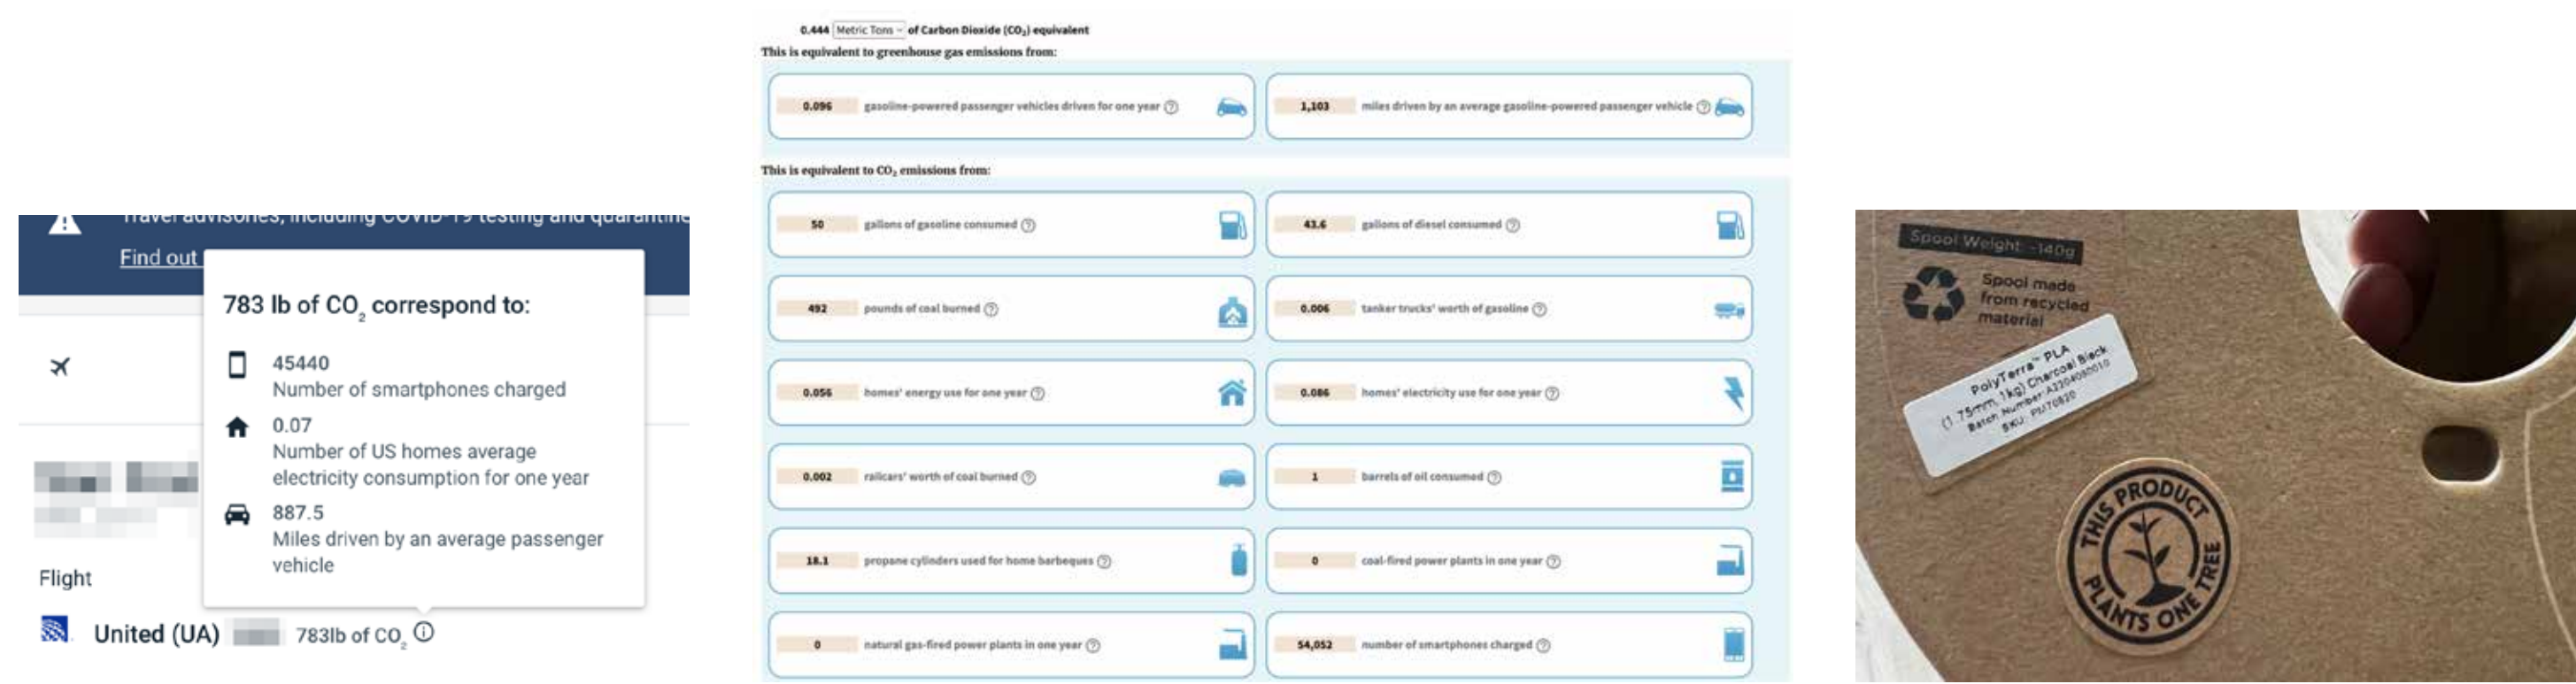 Travel advisories, including COVID-19 testing and quarantine
Find out
783 lb of CO₂ correspond to:
45440
Number of smartphones charged
0.07
Number of US homes average
electricity consumption for one year
887.5
Miles driven by an average passenger
vehicle
Flight
United (UA) 783lb of CO₂
0.444 Metric Tons of Carbon Dioxide (CO₂) equivalent
This is equivalent to greenhouse gas emissions from:
0.096 gasoline-powered passenger vehicles driven for one year
1,103 miles driven by an average gasoline-powered passenger vehicle
This is equivalent to CO₂ emissions from:
50 gallons of gasoline consumed
43.6 gallons of diesel consumed
492 pounds of coal burned
0.006 tanker trucks' worth of gasoline
0.056 homes' energy use for one year
0.086 homes' electricity use for one year
0.002 railcars' worth of coal burned
1 barrels of oil consumed
18.1 propane cylinders used for home barbeques
0 coal-fired power plants in one year
0 natural gas-fired power plants in one year
54,052 number of smartphones charged
Spool Weight: ~140g
Spool made
from recycled
material
PolyTerra™ PLA
(1.75mm, 1kg) Charcoal Black
Batch Number:
SKU: PM70820
THIS PRODUCT
PLANTS ONE TREE